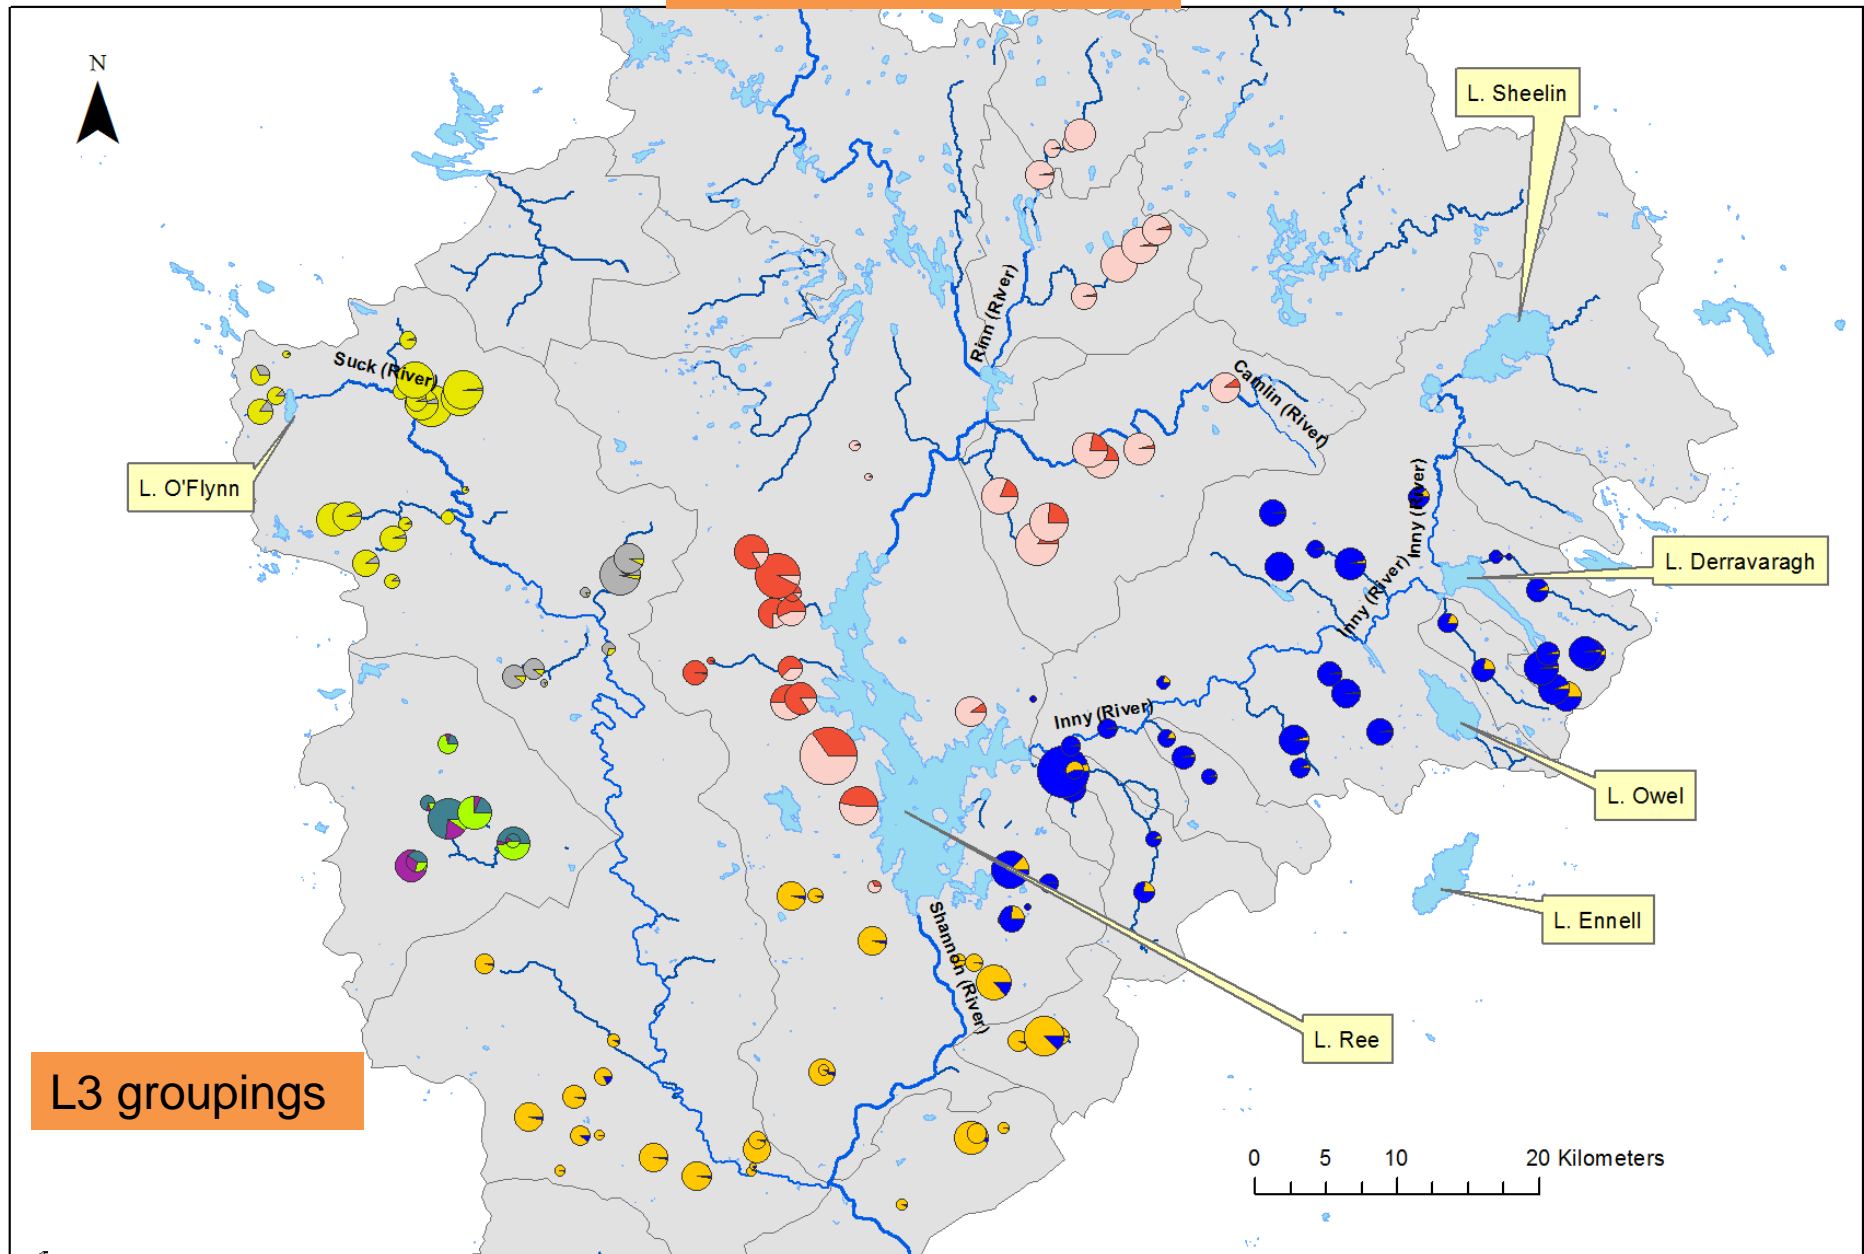 N
L. Sheelin
Rinn (River)
Suck (River)
Camlin (River)
L. O'Flynn
Inny (River)
L. Derravaragh
Inny (River)
Inny (River)
L. Owel
L. Ennell
Shannon (River)
L. Ree
L3 groupings
0 5 10 20 Kilometers